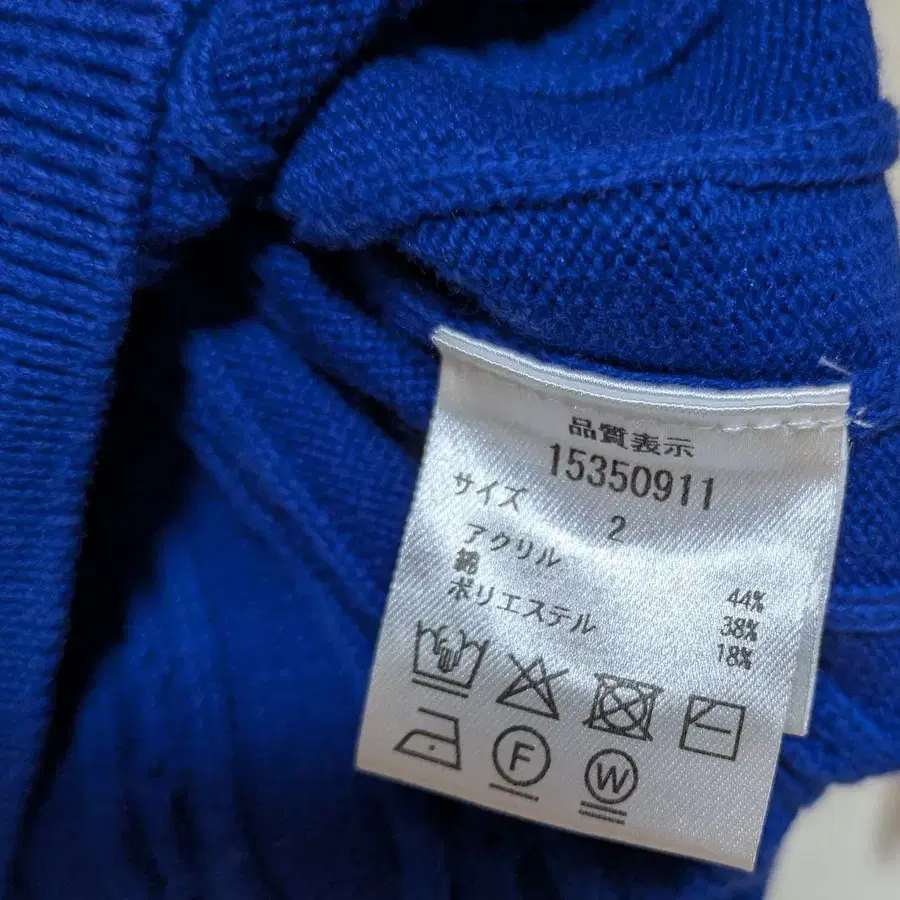 品質表示
15350911
サイズ 2
アクリル 44%
綿 38%
ポリエステル 18%
F
W